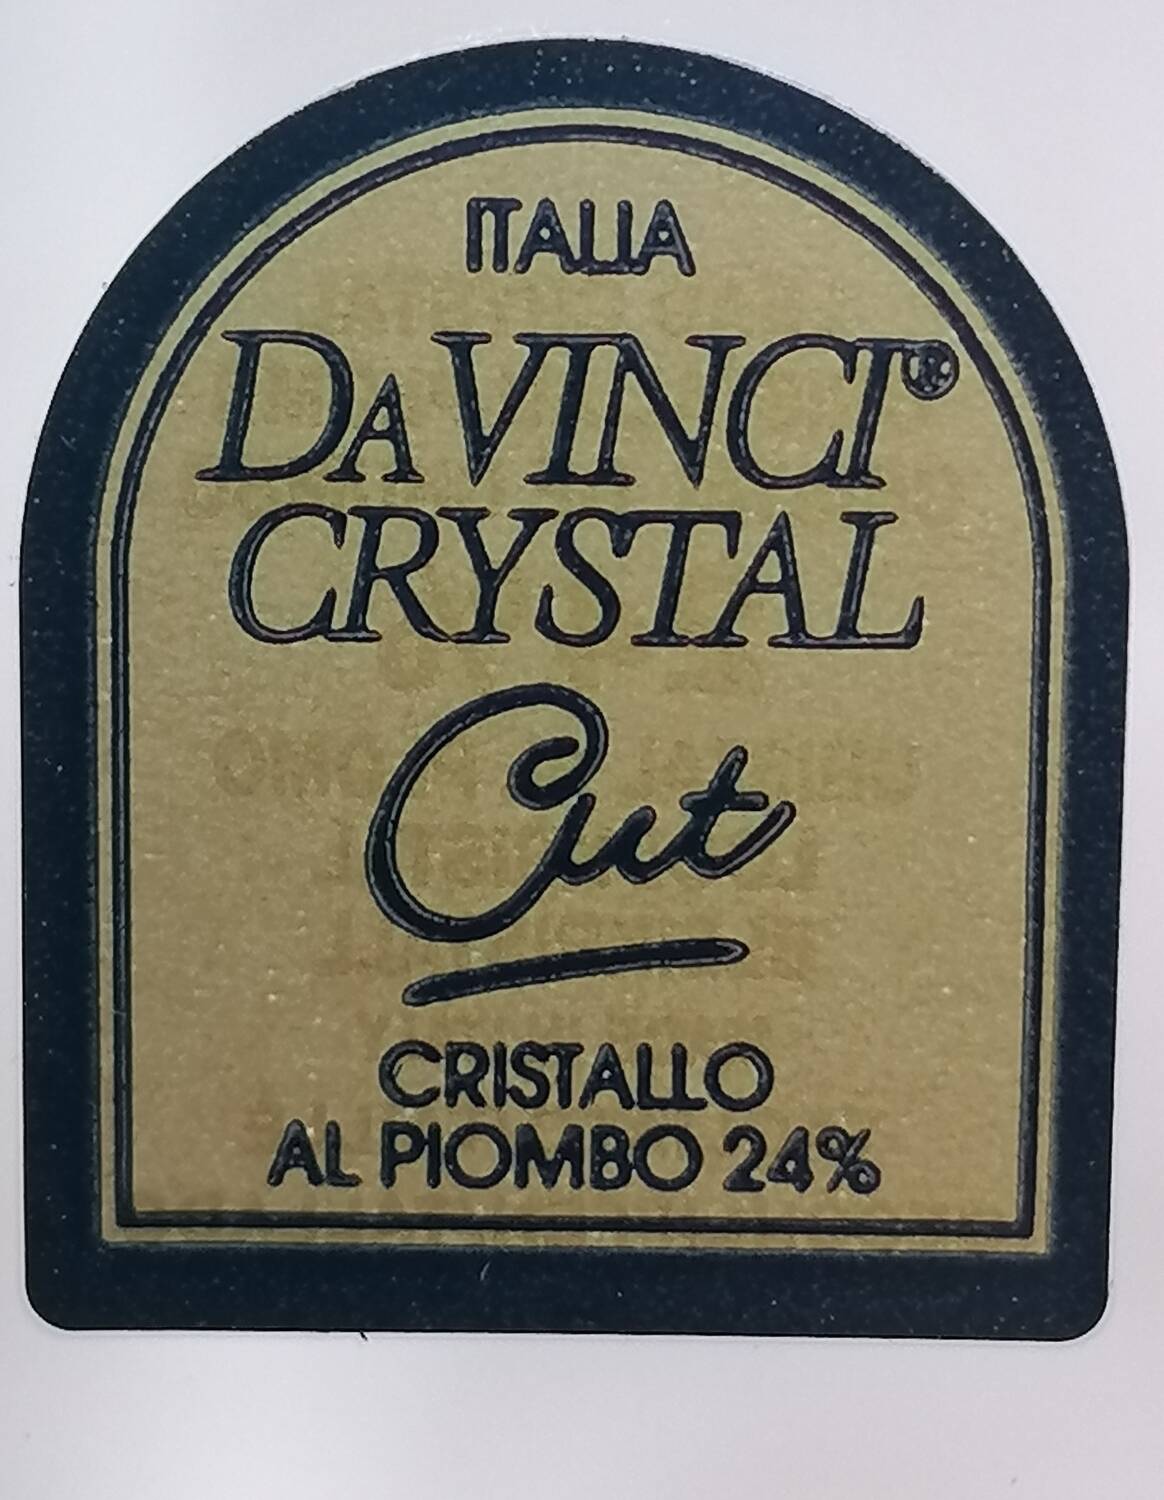 ITALIA
DA VINCI®
CRYSTAL
Cut
CRISTALLO
AL PIOMBO 24%